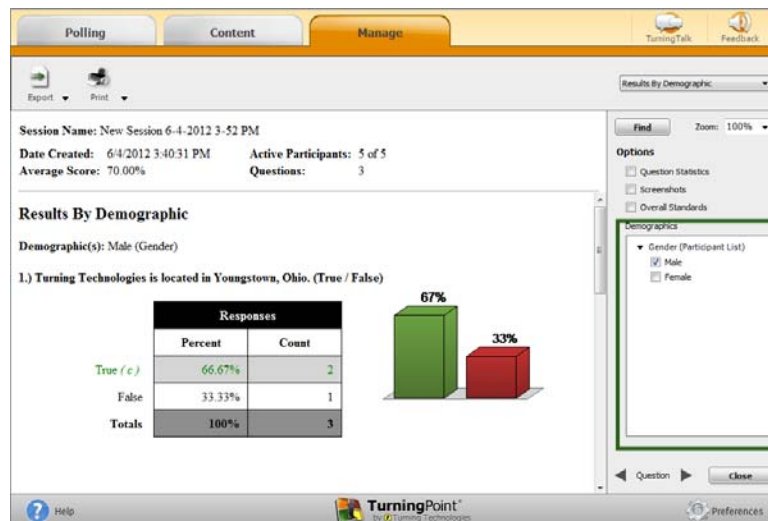 Polling
Content
Manage
TurningTalk
Feedback
Export
Print
Results By Demographic
Session Name: New Session 6-4-2012 3-52 PM
Date Created: 6/4/2012 3:40:31 PM Active Participants: 5 of 5
Average Score: 70.00% Questions: 3
Results By Demographic
Demographic(s): Male (Gender)
1.) Turning Technologies is located in Youngstown, Ohio. (True / False)
Responses
Percent Count
True (c) 66.67% 2
False 33.33% 1
Totals 100% 3
67%
33%
Find Zoom: 100%
Options
Question Statistics
Screenshots
Overall Standards
Demographics
Gender (Participant List)
Male
Female
Question Close
Help
TurningPoint
by Turning Technologies
Preferences